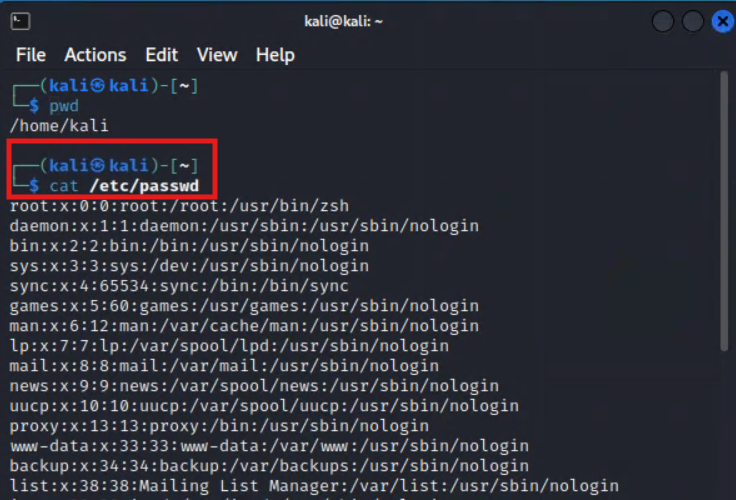 kali@kali: ~
File Actions Edit View Help
┌──(kali㉿kali)-[~]
└─$ pwd
/home/kali
┌──(kali㉿kali)-[~]
└─$ cat /etc/passwd
root:x:0:0:root:/root:/usr/bin/zsh
daemon:x:1:1:daemon:/usr/sbin:/usr/sbin/nologin
bin:x:2:2:bin:/bin:/usr/sbin/nologin
sys:x:3:3:sys:/dev:/usr/sbin/nologin
sync:x:4:65534:sync:/bin:/bin/sync
games:x:5:60:games:/usr/games:/usr/sbin/nologin
man:x:6:12:man:/var/cache/man:/usr/sbin/nologin
lp:x:7:7:lp:/var/spool/lpd:/usr/sbin/nologin
mail:x:8:8:mail:/var/mail:/usr/sbin/nologin
news:x:9:9:news:/var/spool/news:/usr/sbin/nologin
uucp:x:10:10:uucp:/var/spool/uucp:/usr/sbin/nologin
proxy:x:13:13:proxy:/bin:/usr/sbin/nologin
www-data:x:33:33:www-data:/var/www:/usr/sbin/nologin
backup:x:34:34:backup:/var/backups:/usr/sbin/nologin
list:x:38:38:Mailing List Manager:/var/list:/usr/sbin/nologin